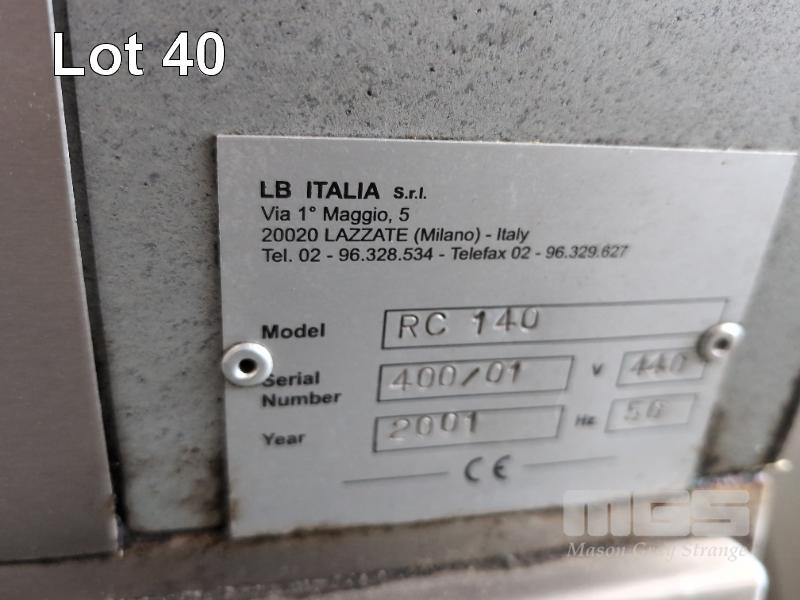 Lot 40
LB ITALIA S.r.l.
Via 1° Maggio, 5
20020 LAZZATE (Milano) - Italy
Tel. 02 - 96.328.534 - Telefax 02 - 96.329.627
Model RC 140
Serial Number 400/01 V 440
Year 2001 Hz 50
CE
MGS
Mason Gray Strange